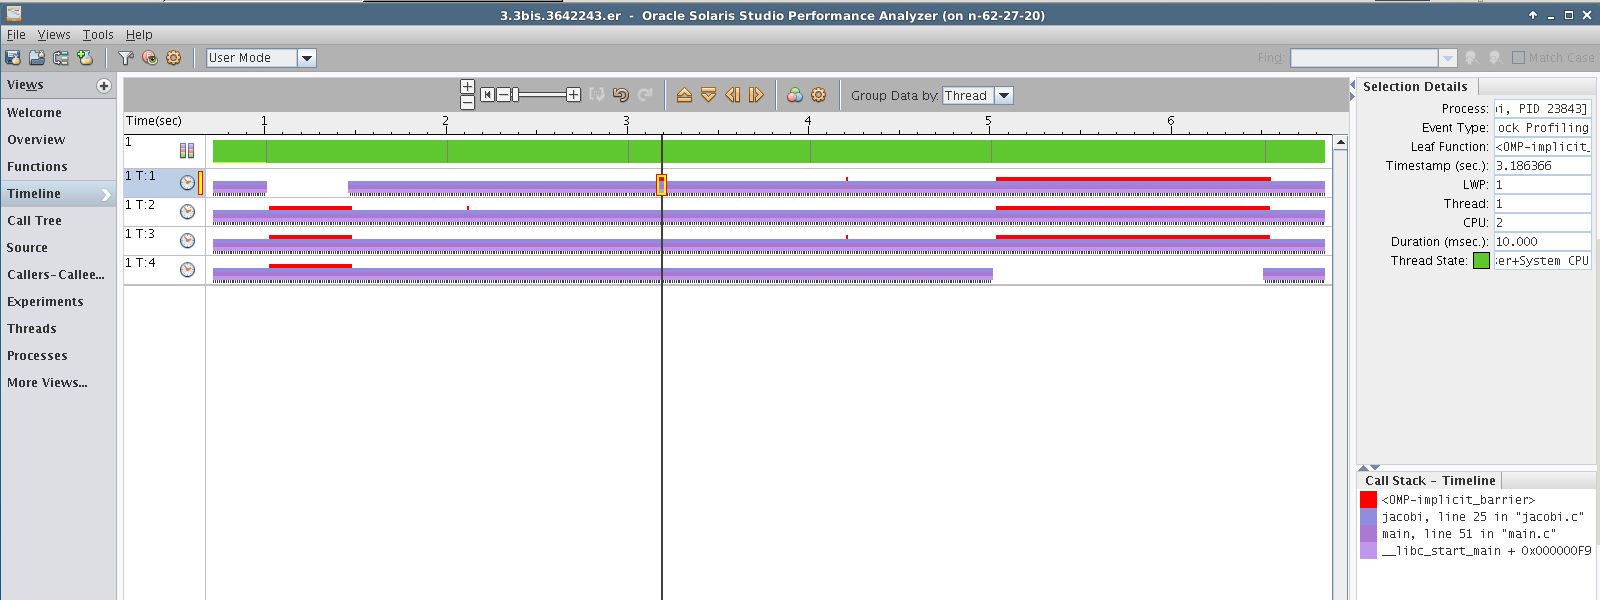 3.3bis.3642243.er - Oracle Solaris Studio Performance Analyzer (on n-62-27-20)
File Views Tools Help
User Mode
Find:
Match Case
Views
Welcome
Overview
Functions
Timeline
Call Tree
Source
Callers-Callee...
Experiments
Threads
Processes
More Views...
Group Data by: Thread
Time(sec) 1 2 3 4 5 6
1
1 T:1
1 T:2
1 T:3
1 T:4
Selection Details
Process: i, PID 23843]
Event Type: ock Profiling
Leaf Function: <OMP-implicit_
Timestamp (sec.): 3.186366
LWP: 1
Thread: 1
CPU: 2
Duration (msec.): 10.000
Thread State: er+System CPU
Call Stack - Timeline
<OMP-implicit_barrier>
jacobi, line 25 in "jacobi.c"
main, line 51 in "main.c"
__libc_start_main + 0x000000F9